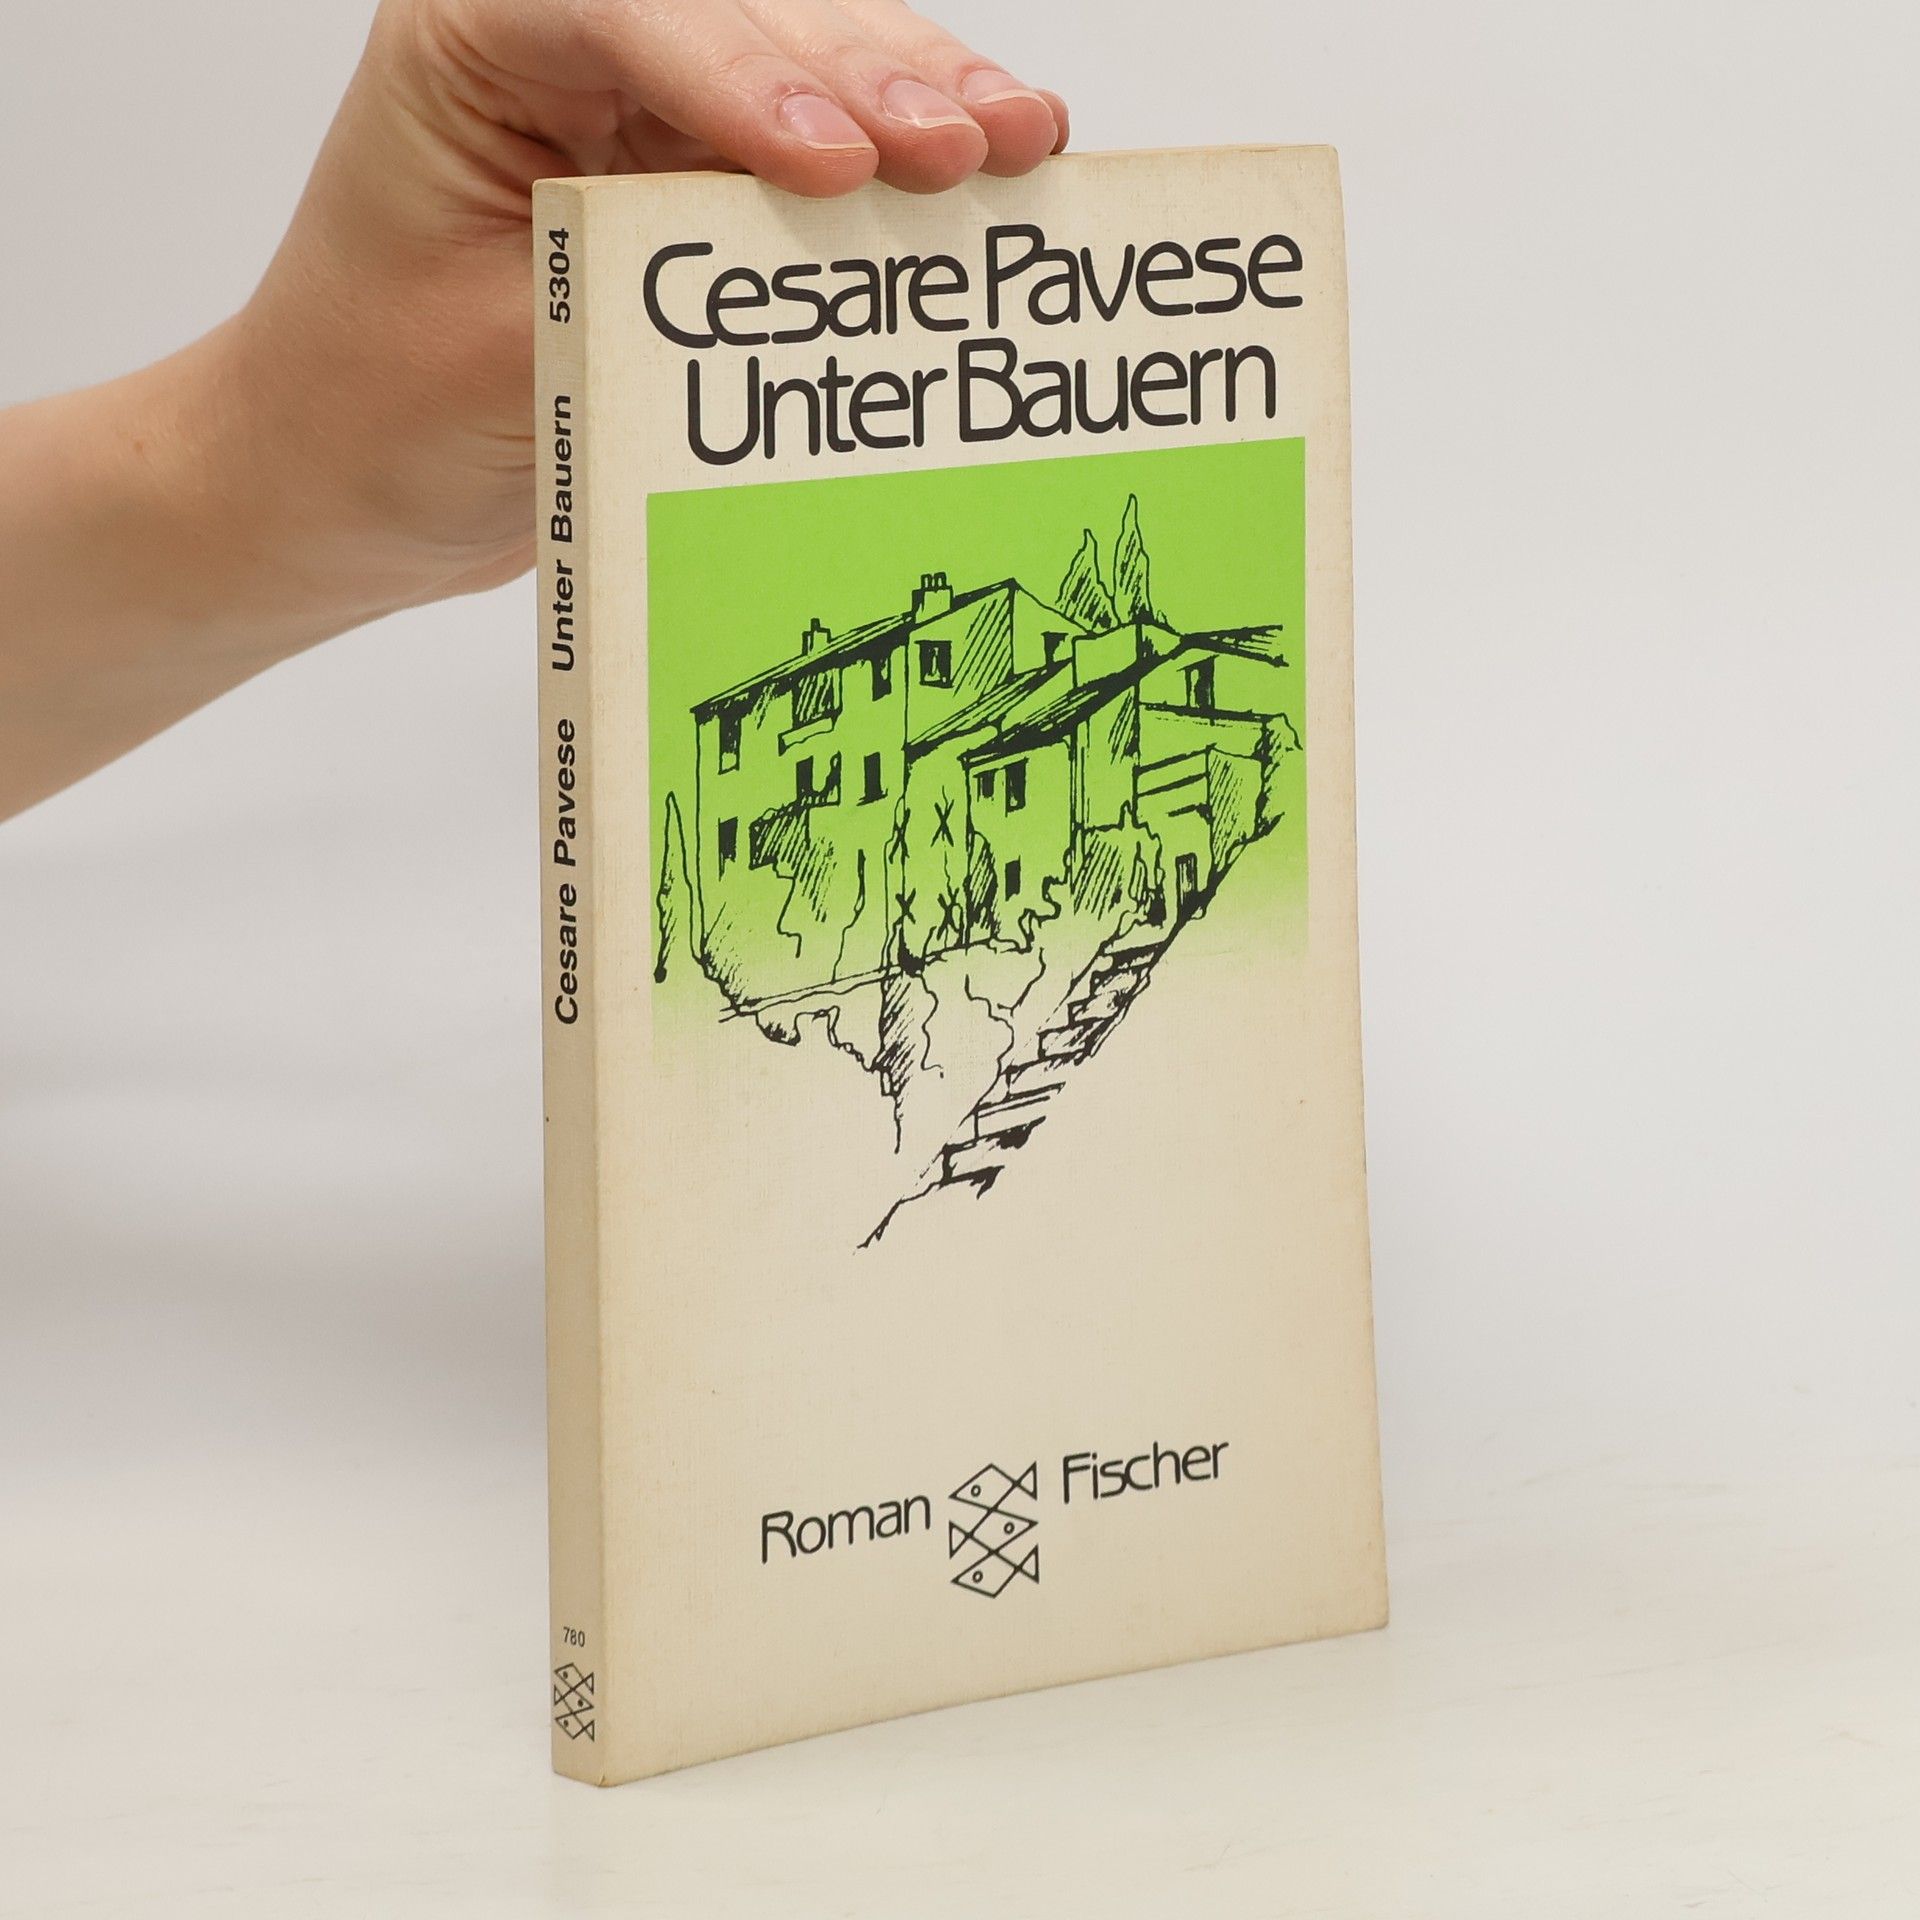 Cesare Pavese
Unter Bauern
Roman Fischer
Cesare Pavese Unter Bauern 5304
780